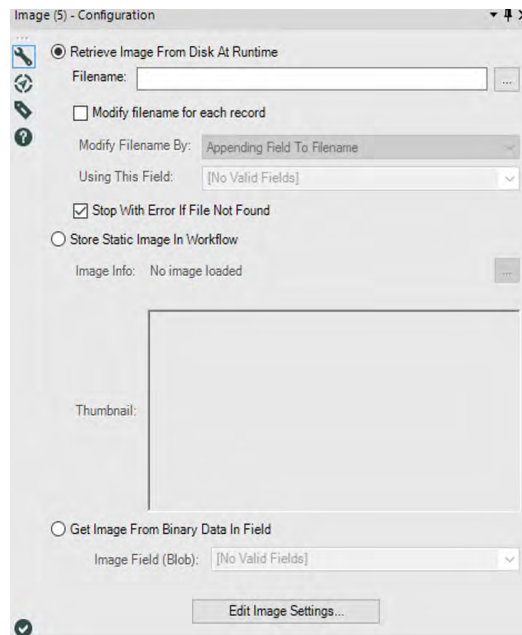 Image (5) - Configuration
Retrieve Image From Disk At Runtime
Filename:
...
Modify filename for each record
Modify Filename By: Appending Field To Filename
Using This Field: [No Valid Fields]
Stop With Error If File Not Found
Store Static Image In Workflow
Image Info: No image loaded
...
Thumbnail:
Get Image From Binary Data In Field
Image Field (Blob): [No Valid Fields]
Edit Image Settings...